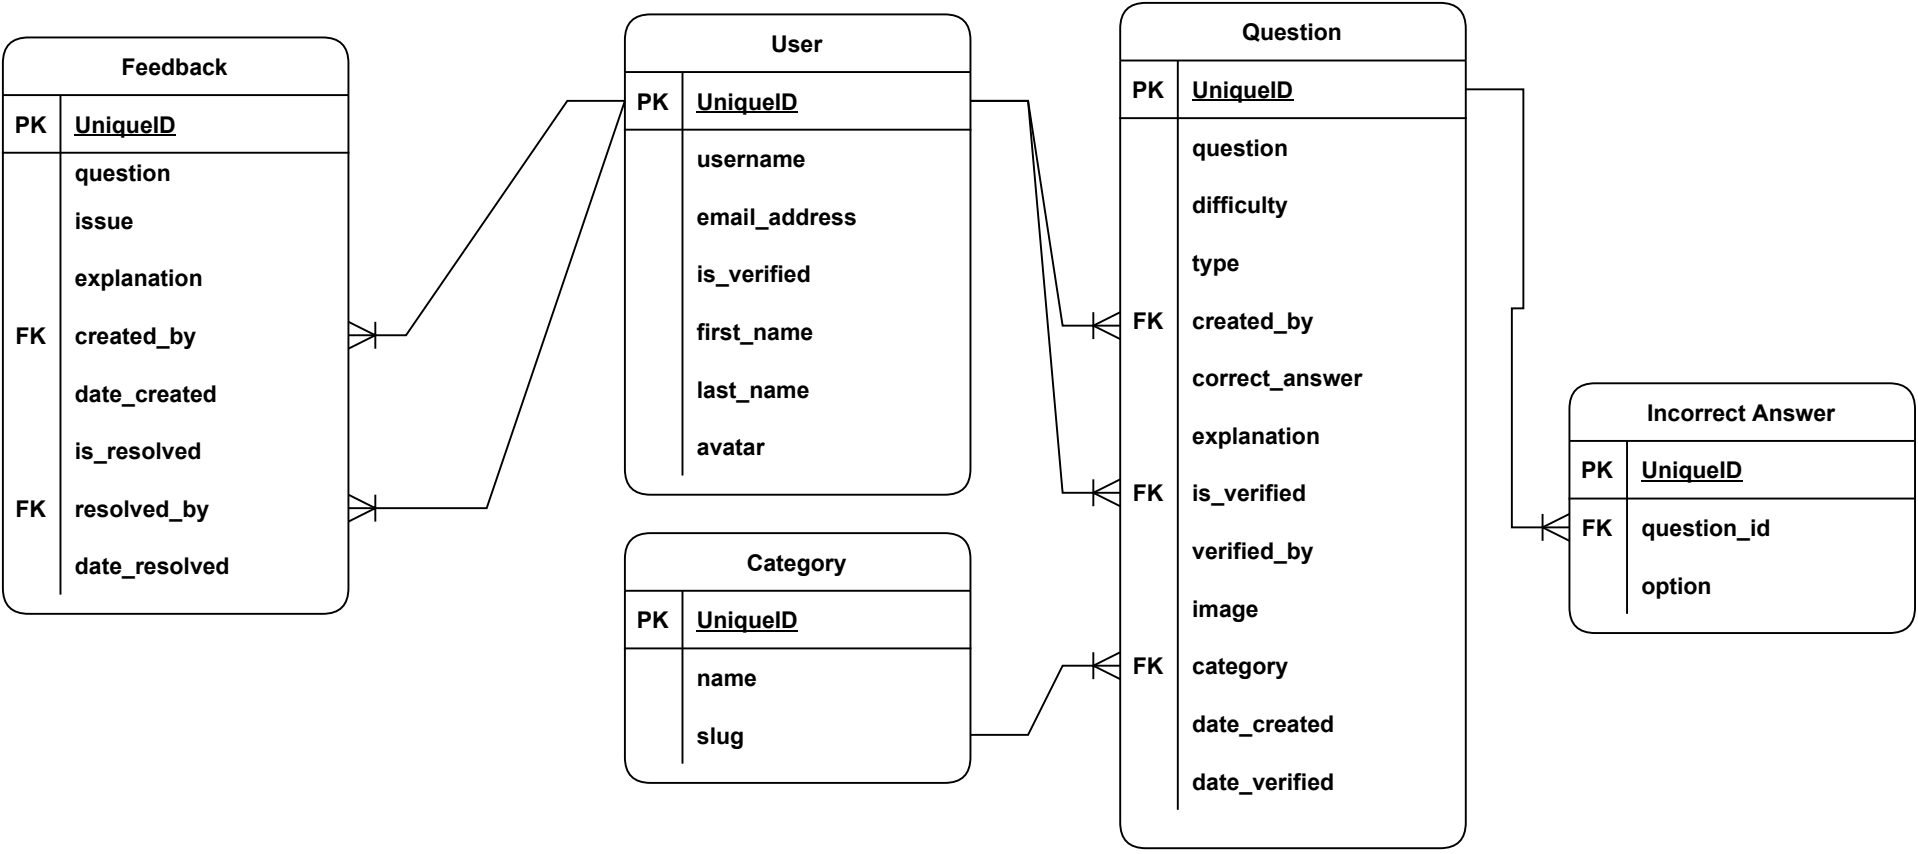 Feedback
PK UniqueID
question
issue
explanation
FK created_by
date_created
is_resolved
FK resolved_by
date_resolved
User
PK UniqueID
username
email_address
is_verified
first_name
last_name
avatar
Category
PK UniqueID
name
slug
Question
PK UniqueID
question
difficulty
type
FK created_by
correct_answer
explanation
FK is_verified
verified_by
image
FK category
date_created
date_verified
Incorrect Answer
PK UniqueID
FK question_id
option